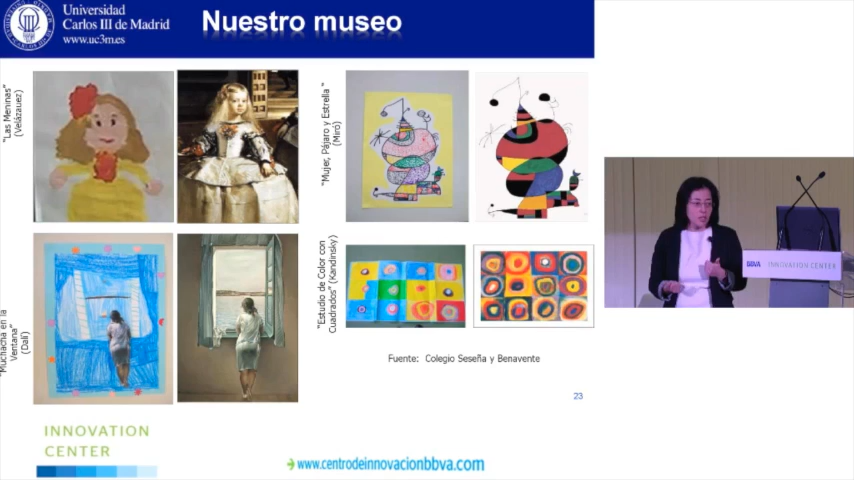 Universidad
Carlos III de Madrid
www.uc3m.es
Nuestro museo
"Las Meninas"
(Velázauez)
"Mujer, Pájaro y Estrella "
(Miró)
"Muchacha en la
Ventana"
(Dalí)
"Estudio de Color con
Cuadrados" (Kandinsky)
Fuente: Colegio Seseña y Benavente
23
BBVA INNOVATION CENTER
INNOVATION
CENTER
www.centrodeinnovacionbbva.com